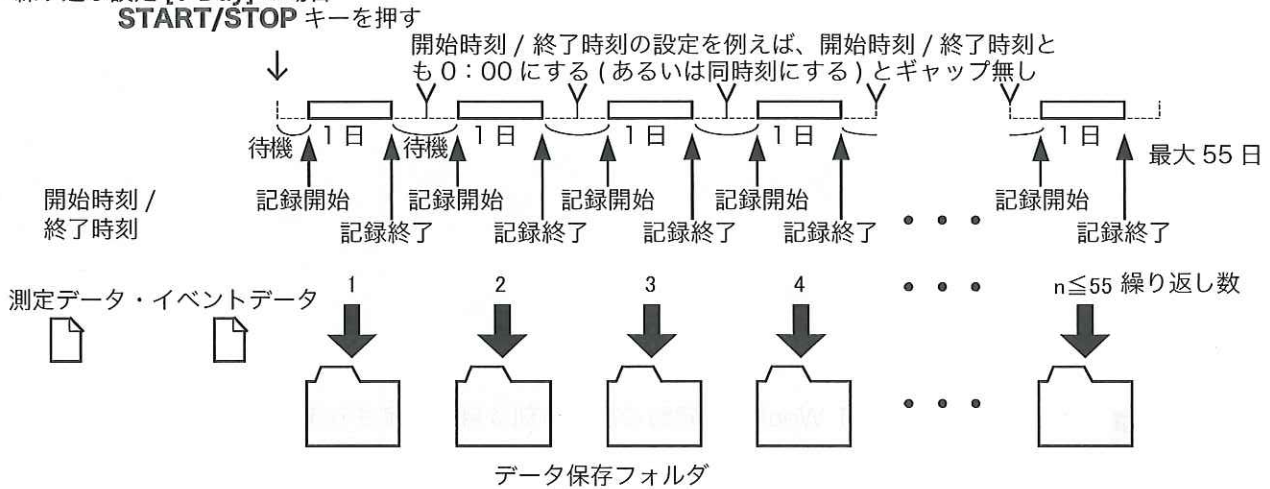 START/STOP キーを押す
開始時刻 / 終了時刻の設定を例えば、開始時刻 / 終了時刻と
も 0:00 にする ( あるいは同時刻にする ) とギャップ無し
待機 1 日 待機 1 日 1 日 1 日 1 日
最大 55 日
開始時刻 /
終了時刻
記録開始 記録開始 記録開始 記録開始 記録開始
記録終了 記録終了 記録終了 記録終了 記録終了
測定データ・イベントデータ
1 2 3 4 n≦55 繰り返し数
データ保存フォルダ